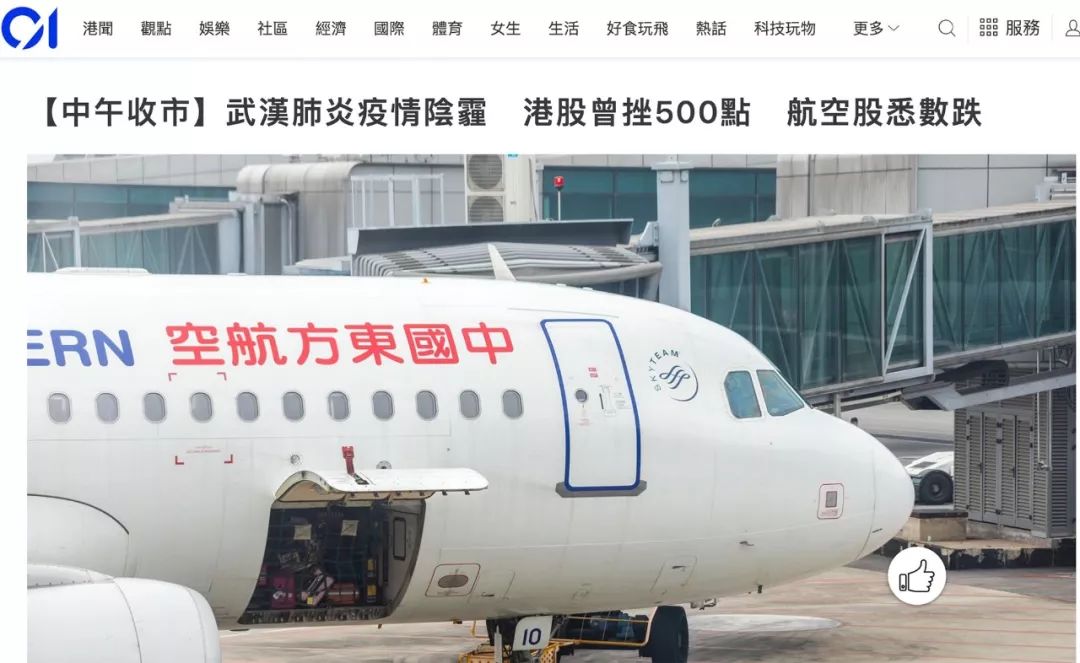 01
港聞 觀點 娛樂 社區 經濟 國際 體育 女生 生活 好食玩飛 熱話 科技玩物 更多 服務
【中午收市】武漢肺炎疫情陰霾 港股曾挫500點 航空股悉數跌
ERN 空航方東國中
SKYTEAM
10